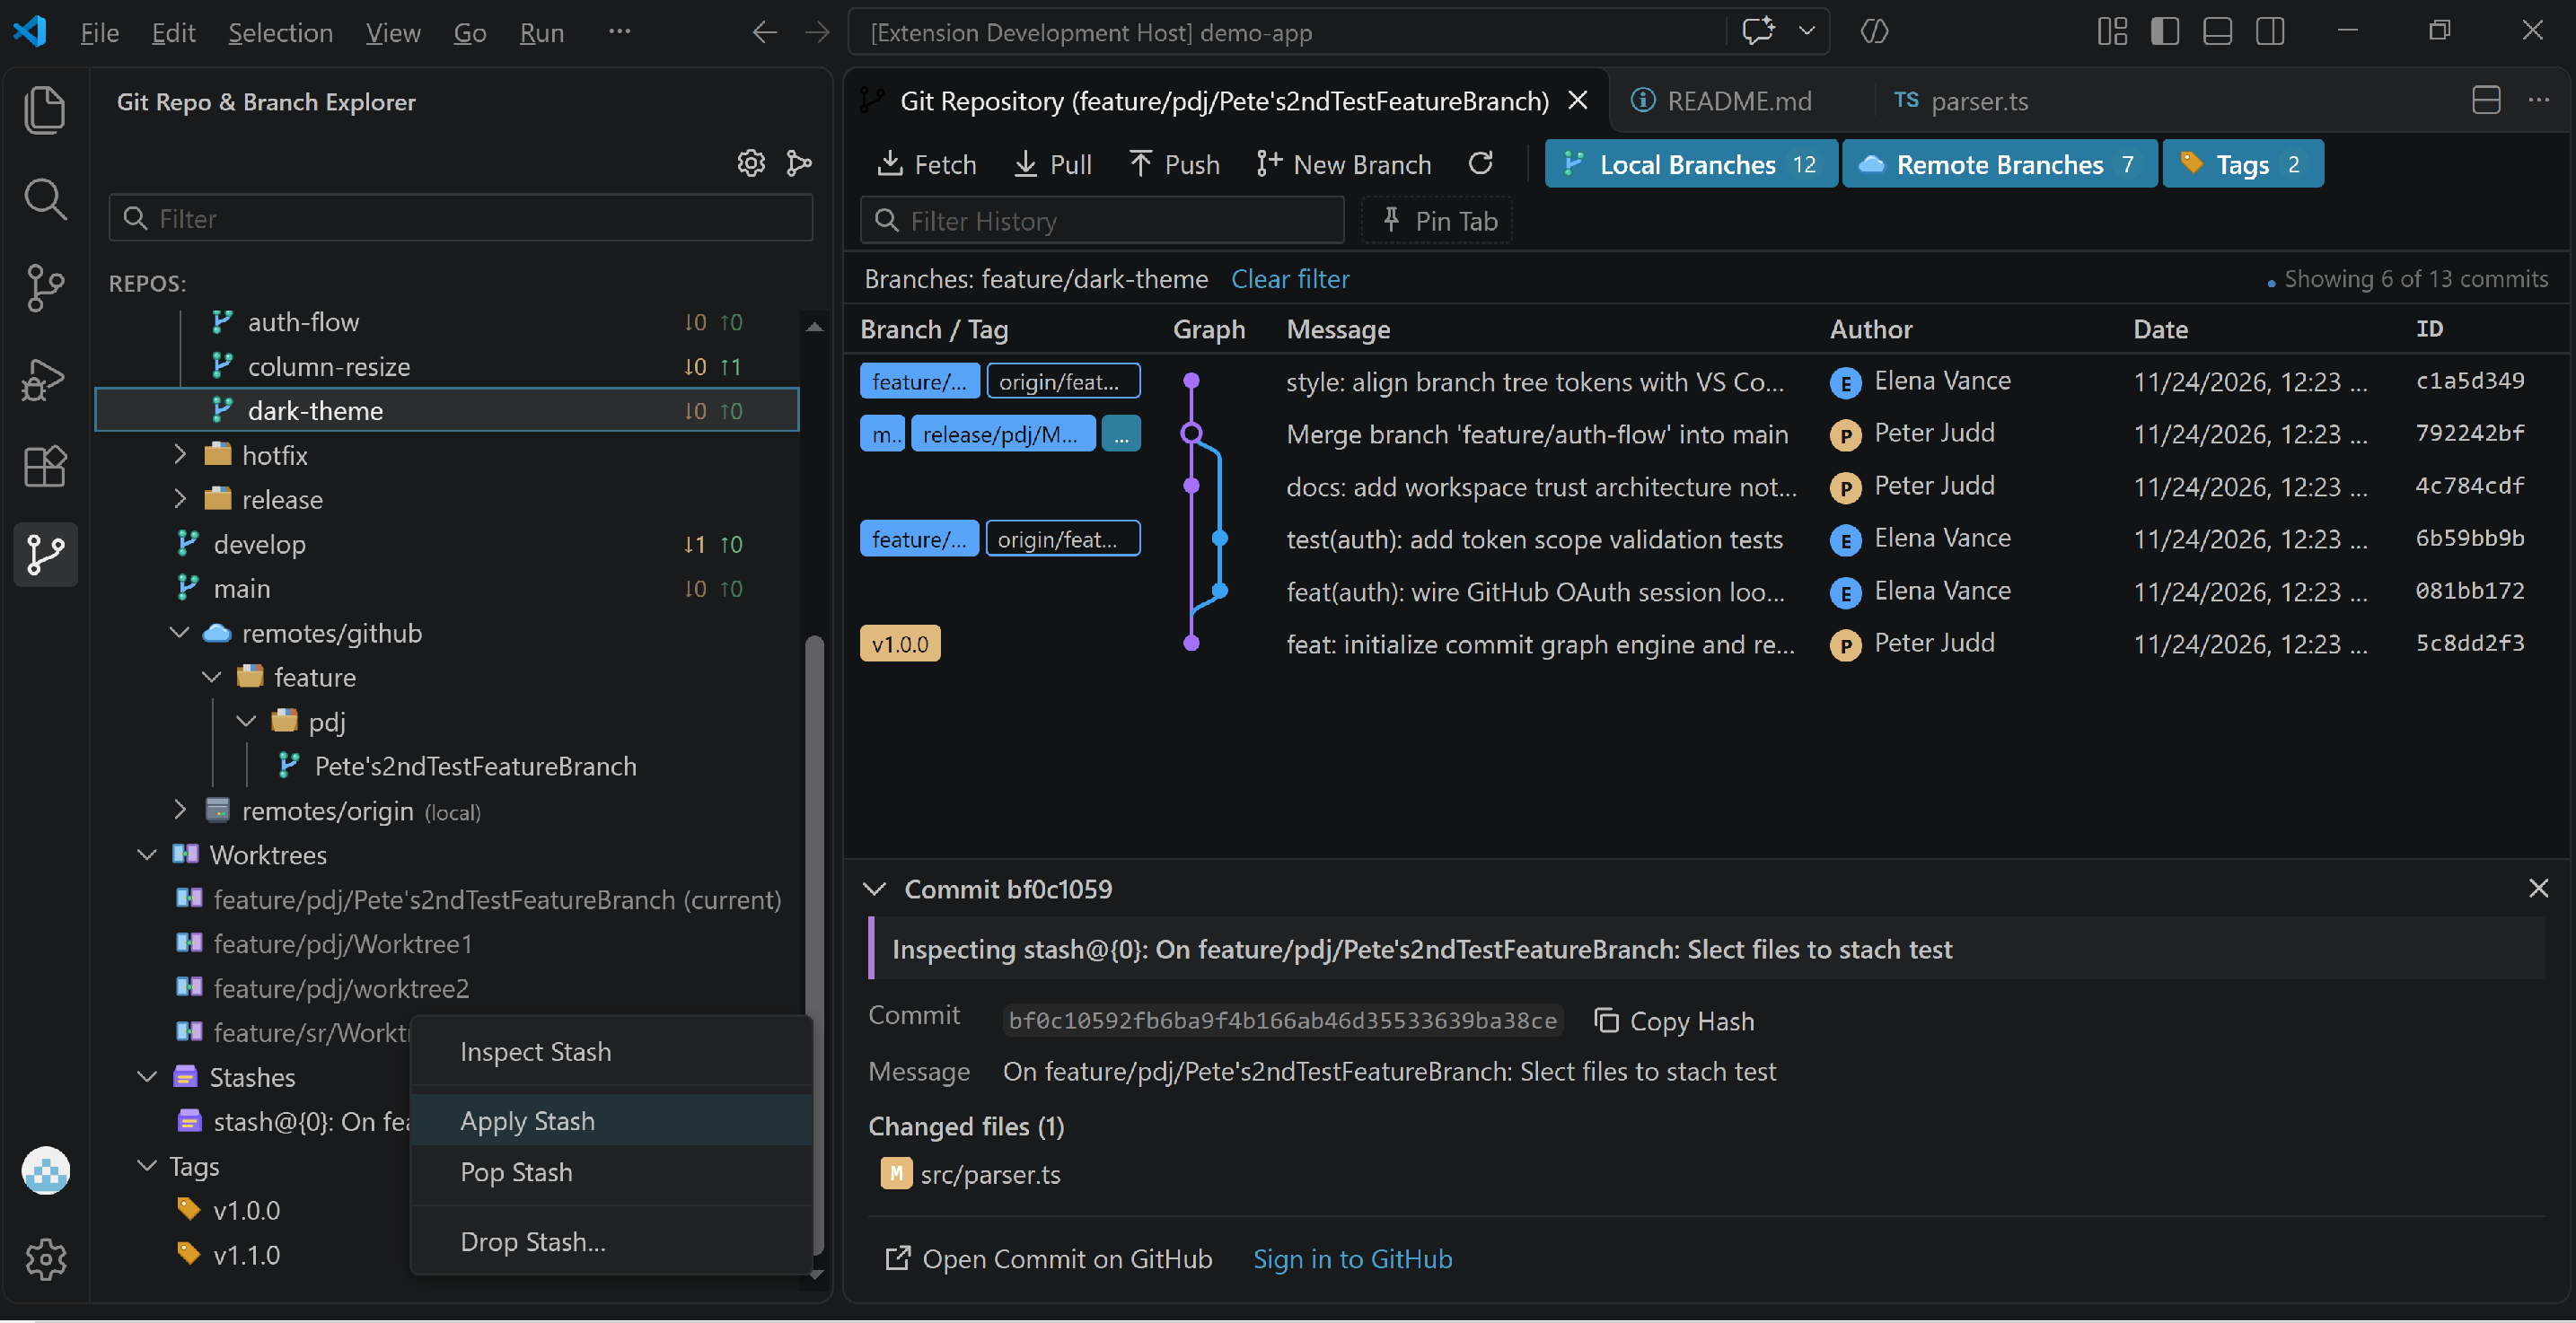 File Edit Selection View Go Run ... [Extension Development Host] demo-app
Git Repo & Branch Explorer
Filter
REPOS:
auth-flow ↓0 ↑0
column-resize ↓0 ↑1
dark-theme ↓0 ↑0
hotfix
release
develop ↓1 ↑0
main ↓0 ↑0
remotes/github
feature
pdj
Pete's2ndTestFeatureBranch
remotes/origin (local)
Worktrees
feature/pdj/Pete's2ndTestFeatureBranch (current)
feature/pdj/Worktree1
feature/pdj/worktree2
feature/sr/Workt
Stashes
stash@{0}: On fea
Tags
v1.0.0
v1.1.0
Inspect Stash
Apply Stash
Pop Stash
Drop Stash...
Git Repository (feature/pdj/Pete's2ndTestFeatureBranch) README.md TS parser.ts ...
Fetch Pull Push New Branch Local Branches 12 Remote Branches 7 Tags 2
Filter History Pin Tab
Branches: feature/dark-theme Clear filter Showing 6 of 13 commits
Branch / Tag Graph Message Author Date ID
feature/... origin/feat... style: align branch tree tokens with VS Co... E Elena Vance 11/24/2026, 12:23 ... c1a5d349
m.. release/pdj/M... ... Merge branch 'feature/auth-flow' into main P Peter Judd 11/24/2026, 12:23 ... 792242bf
docs: add workspace trust architecture not... P Peter Judd 11/24/2026, 12:23 ... 4c784cdf
feature/... origin/feat... test(auth): add token scope validation tests E Elena Vance 11/24/2026, 12:23 ... 6b59bb9b
feat(auth): wire GitHub OAuth session loo... E Elena Vance 11/24/2026, 12:23 ... 081bb172
v1.0.0 feat: initialize commit graph engine and re... P Peter Judd 11/24/2026, 12:23 ... 5c8dd2f3
Commit bf0c1059
Inspecting stash@{0}: On feature/pdj/Pete's2ndTestFeatureBranch: Slect files to stach test
Commit bf0c10592fb6ba9f4b166ab46d35533639ba38ce Copy Hash
Message On feature/pdj/Pete's2ndTestFeatureBranch: Slect files to stach test
Changed files (1)
M src/parser.ts
Open Commit on GitHub Sign in to GitHub